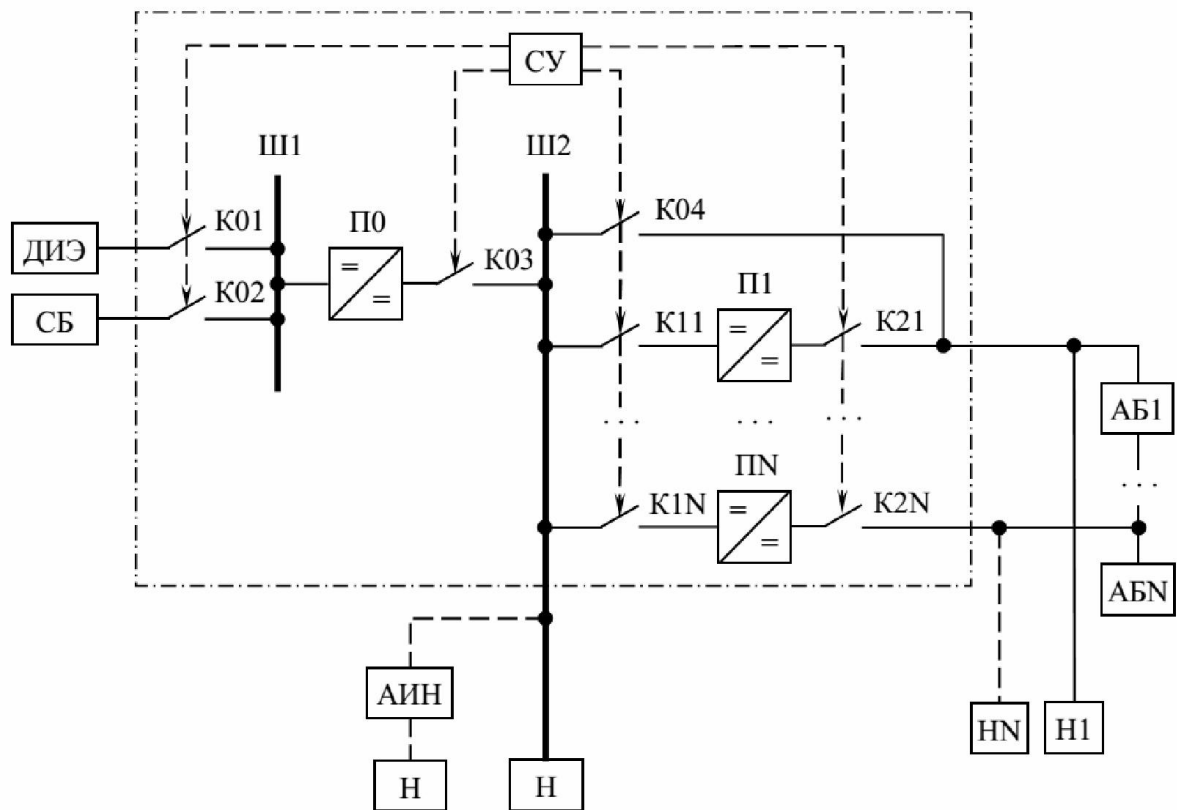 СУ
Ш1
Ш2
К01
К04
ДИЭ
П0
К03
=
=
СБ
К02
К11
П1
К21
=
=
АБ1
. . .
. . .
. . .
. . .
К1N
ПN
К2N
=
=
АБN
АИН
НN
Н1
Н
Н